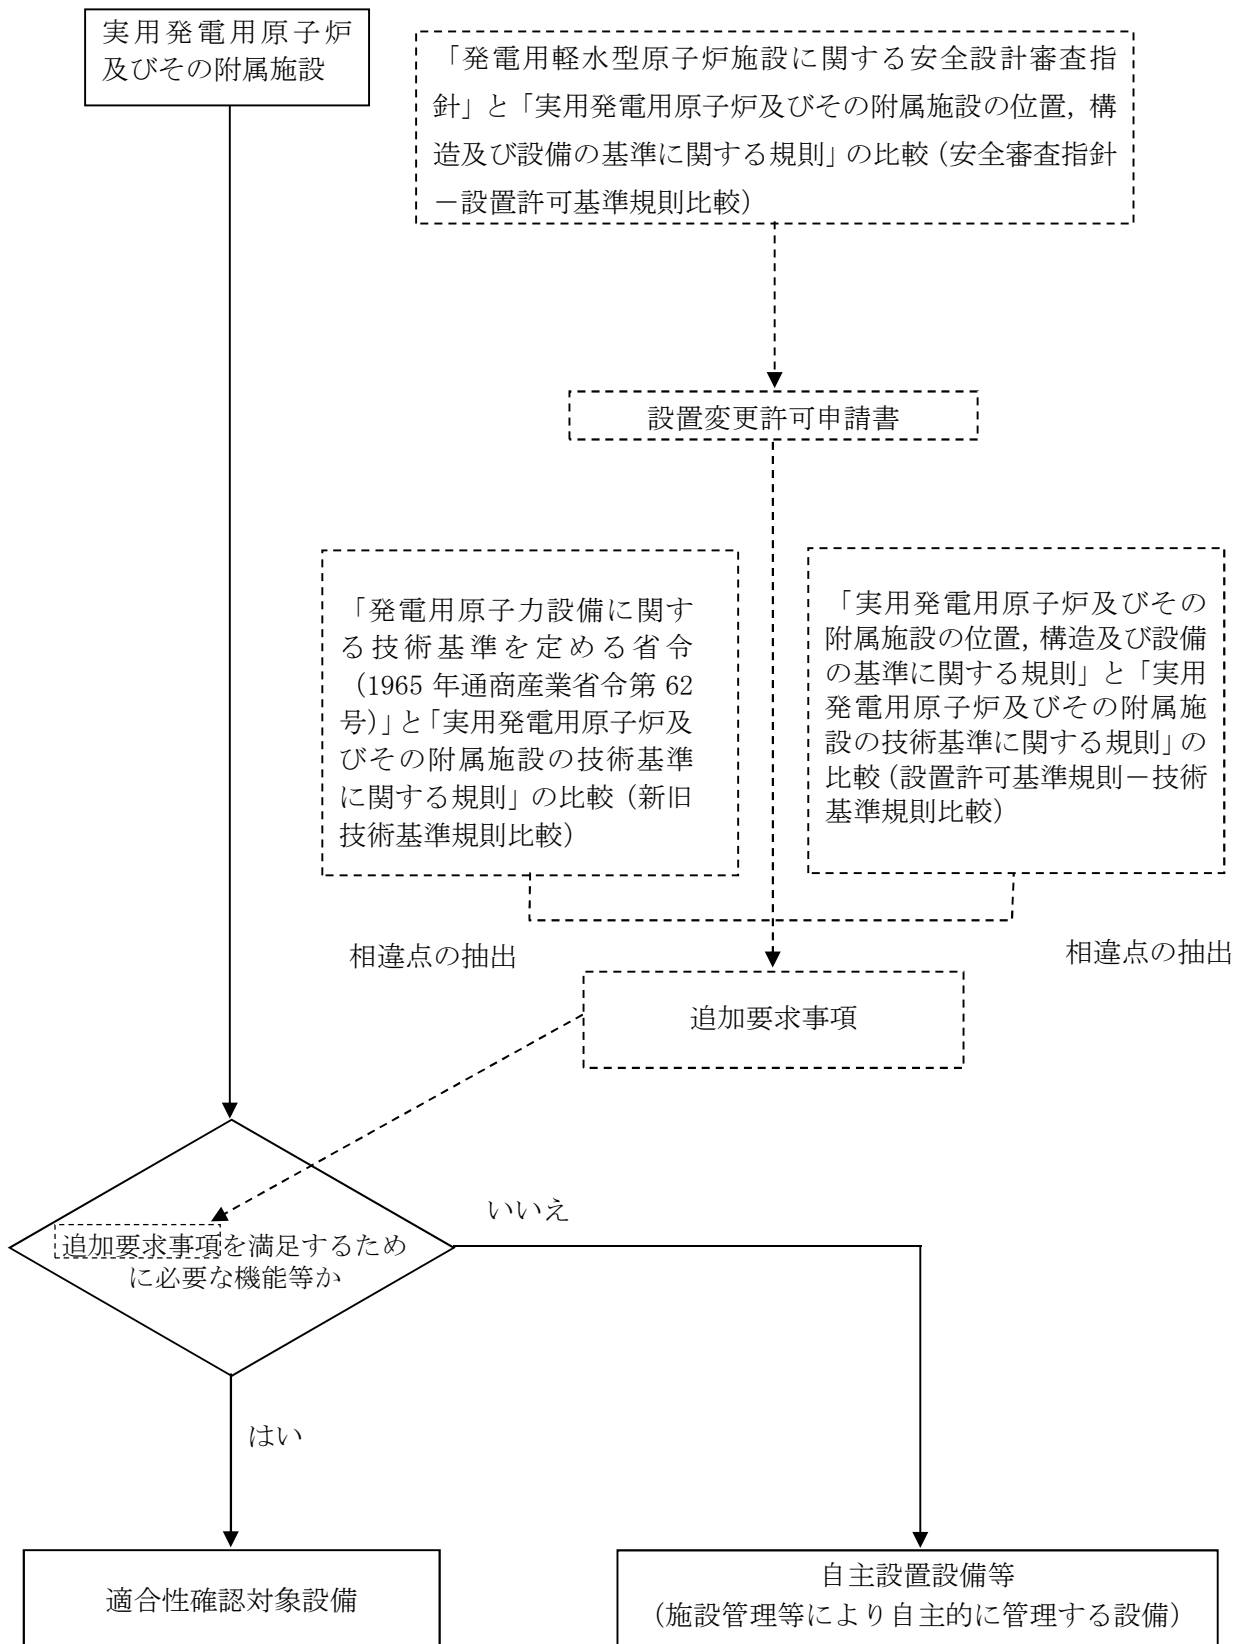 実用発電用原子炉
及びその附属施設
「発電用軽水型原子炉施設に関する安全設計審査指
針」と「実用発電用原子炉及びその附属施設の位置，構
造及び設備の基準に関する規則」の比較（安全審査指針
－設置許可基準規則比較）
設置変更許可申請書
「発電用原子力設備に関す
る技術基準を定める省令
（1965 年通商産業省令第 62
号）」と「実用発電用原子炉及
びその附属施設の技術基準
に関する規則」の比較（新旧
技術基準規則比較）
「実用発電用原子炉及びその
附属施設の位置，構造及び設備
の基準に関する規則」と「実用
発電用原子炉及びその附属施
設の技術基準に関する規則」の
比較（設置許可基準規則－技術
基準規則比較）
相違点の抽出
相違点の抽出
追加要求事項
追加要求事項を満足するため
に必要な機能等か
いいえ
はい
適合性確認対象設備
自主設置設備等
（施設管理等により自主的に管理する設備）